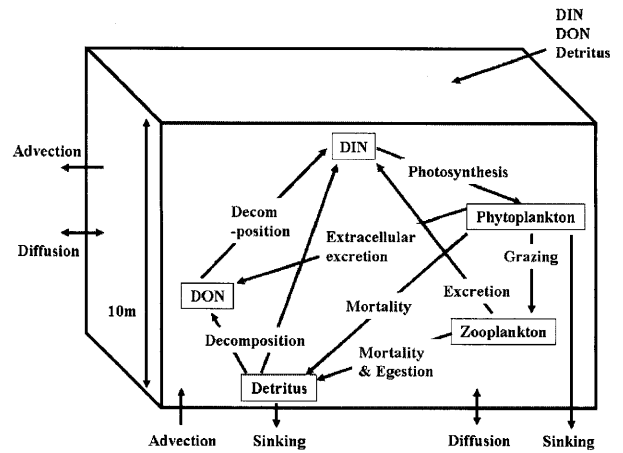 DIN
DON
Detritus
DIN
Advection
Photosynthesis
Decom
-position
Phytoplankton
Extracellular
excretion
Grazing
Diffusion
DON
Excretion
10m
Mortality
Zooplankton
Decomposition
Mortality
& Egestion
Detritus
Advection
Sinking
Diffusion
Sinking